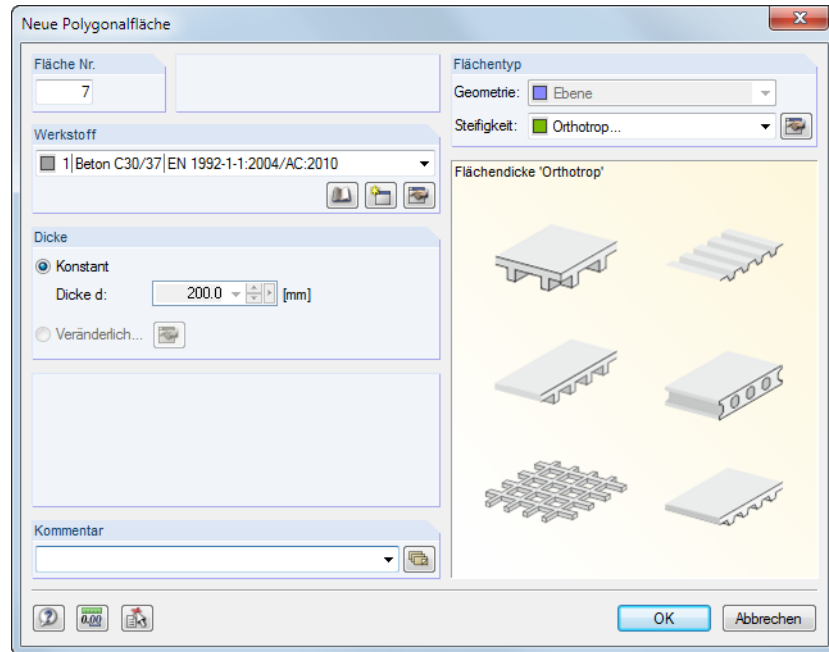 Neue Polygonalfläche
Fläche Nr.
7
Werkstoff
1 Beton C30/37 EN 1992-1-1:2004/AC:2010
Dicke
Konstant
Dicke d: 200.0 [mm]
Veränderlich...
Kommentar
Flächentyp
Geometrie: Ebene
Steifigkeit: Orthotrop...
Flächendicke 'Orthotrop'
0.00
OK Abbrechen